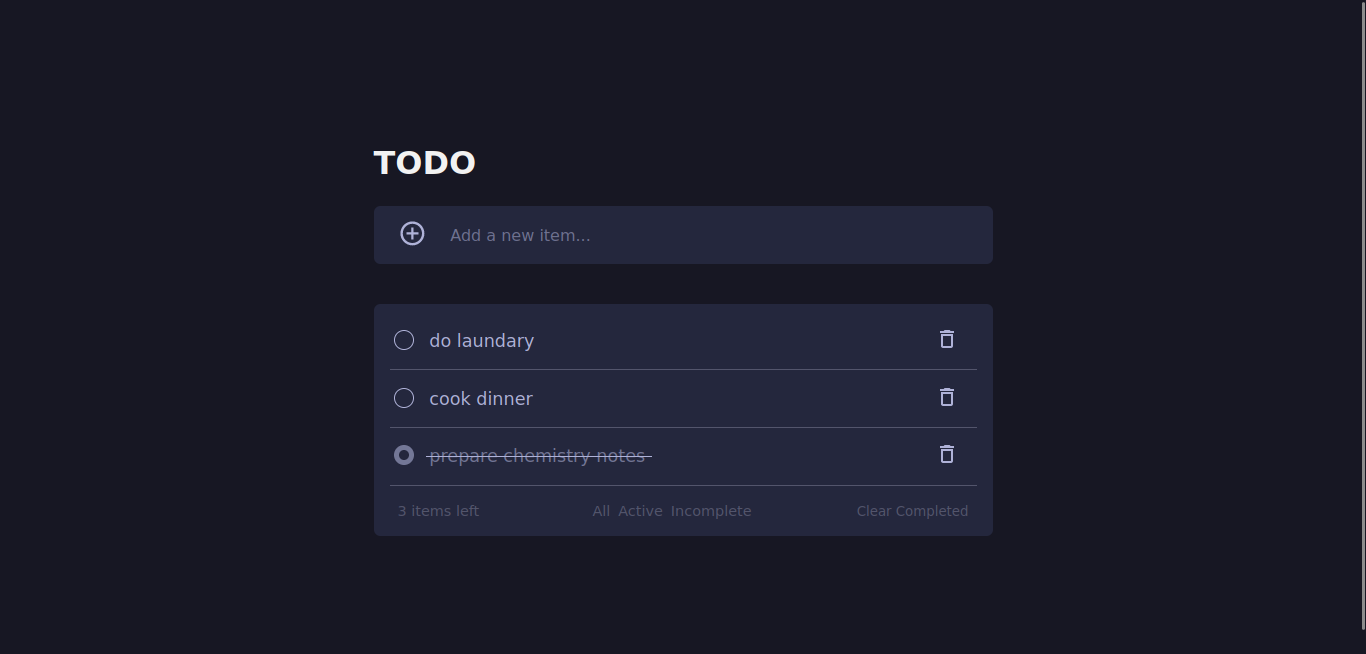 TODO
Add a new item...
do laundary
cook dinner
prepare chemistry notes
3 items left All Active Incomplete Clear Completed